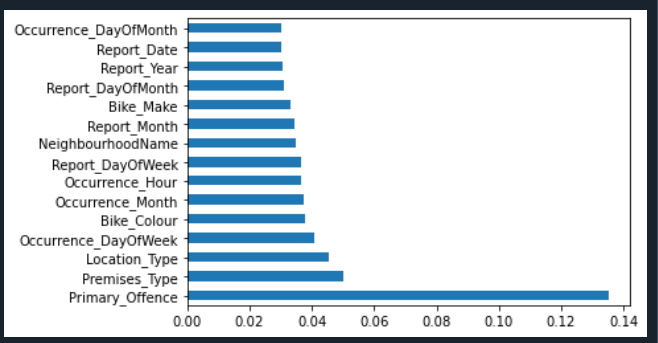 Occurrence_DayOfMonth
Report_Date
Report_Year
Report_DayOfMonth
Bike_Make
Report_Month
NeighbourhoodName
Report_DayOfWeek
Occurrence_Hour
Occurrence_Month
Bike_Colour
Occurrence_DayOfWeek
Location_Type
Premises_Type
Primary_Offence
0.00 0.02 0.04 0.06 0.08 0.10 0.12 0.14